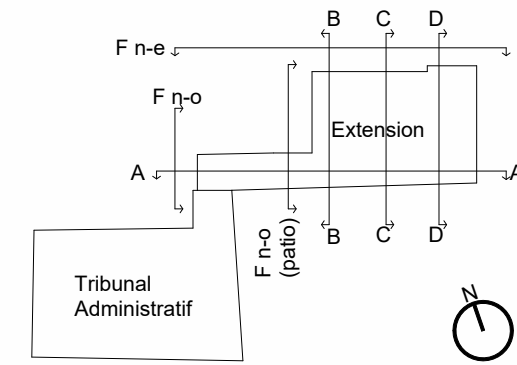 B C D
F n-e
F n-o
Extension
A A
F n-o
(patio)
B C D
Tribunal
Administratif
N